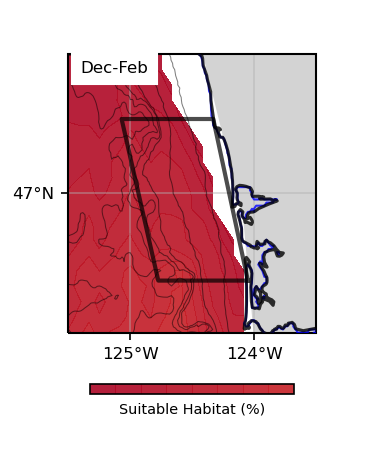 Dec-Feb
47°N
125°W 124°W
Suitable Habitat (%)